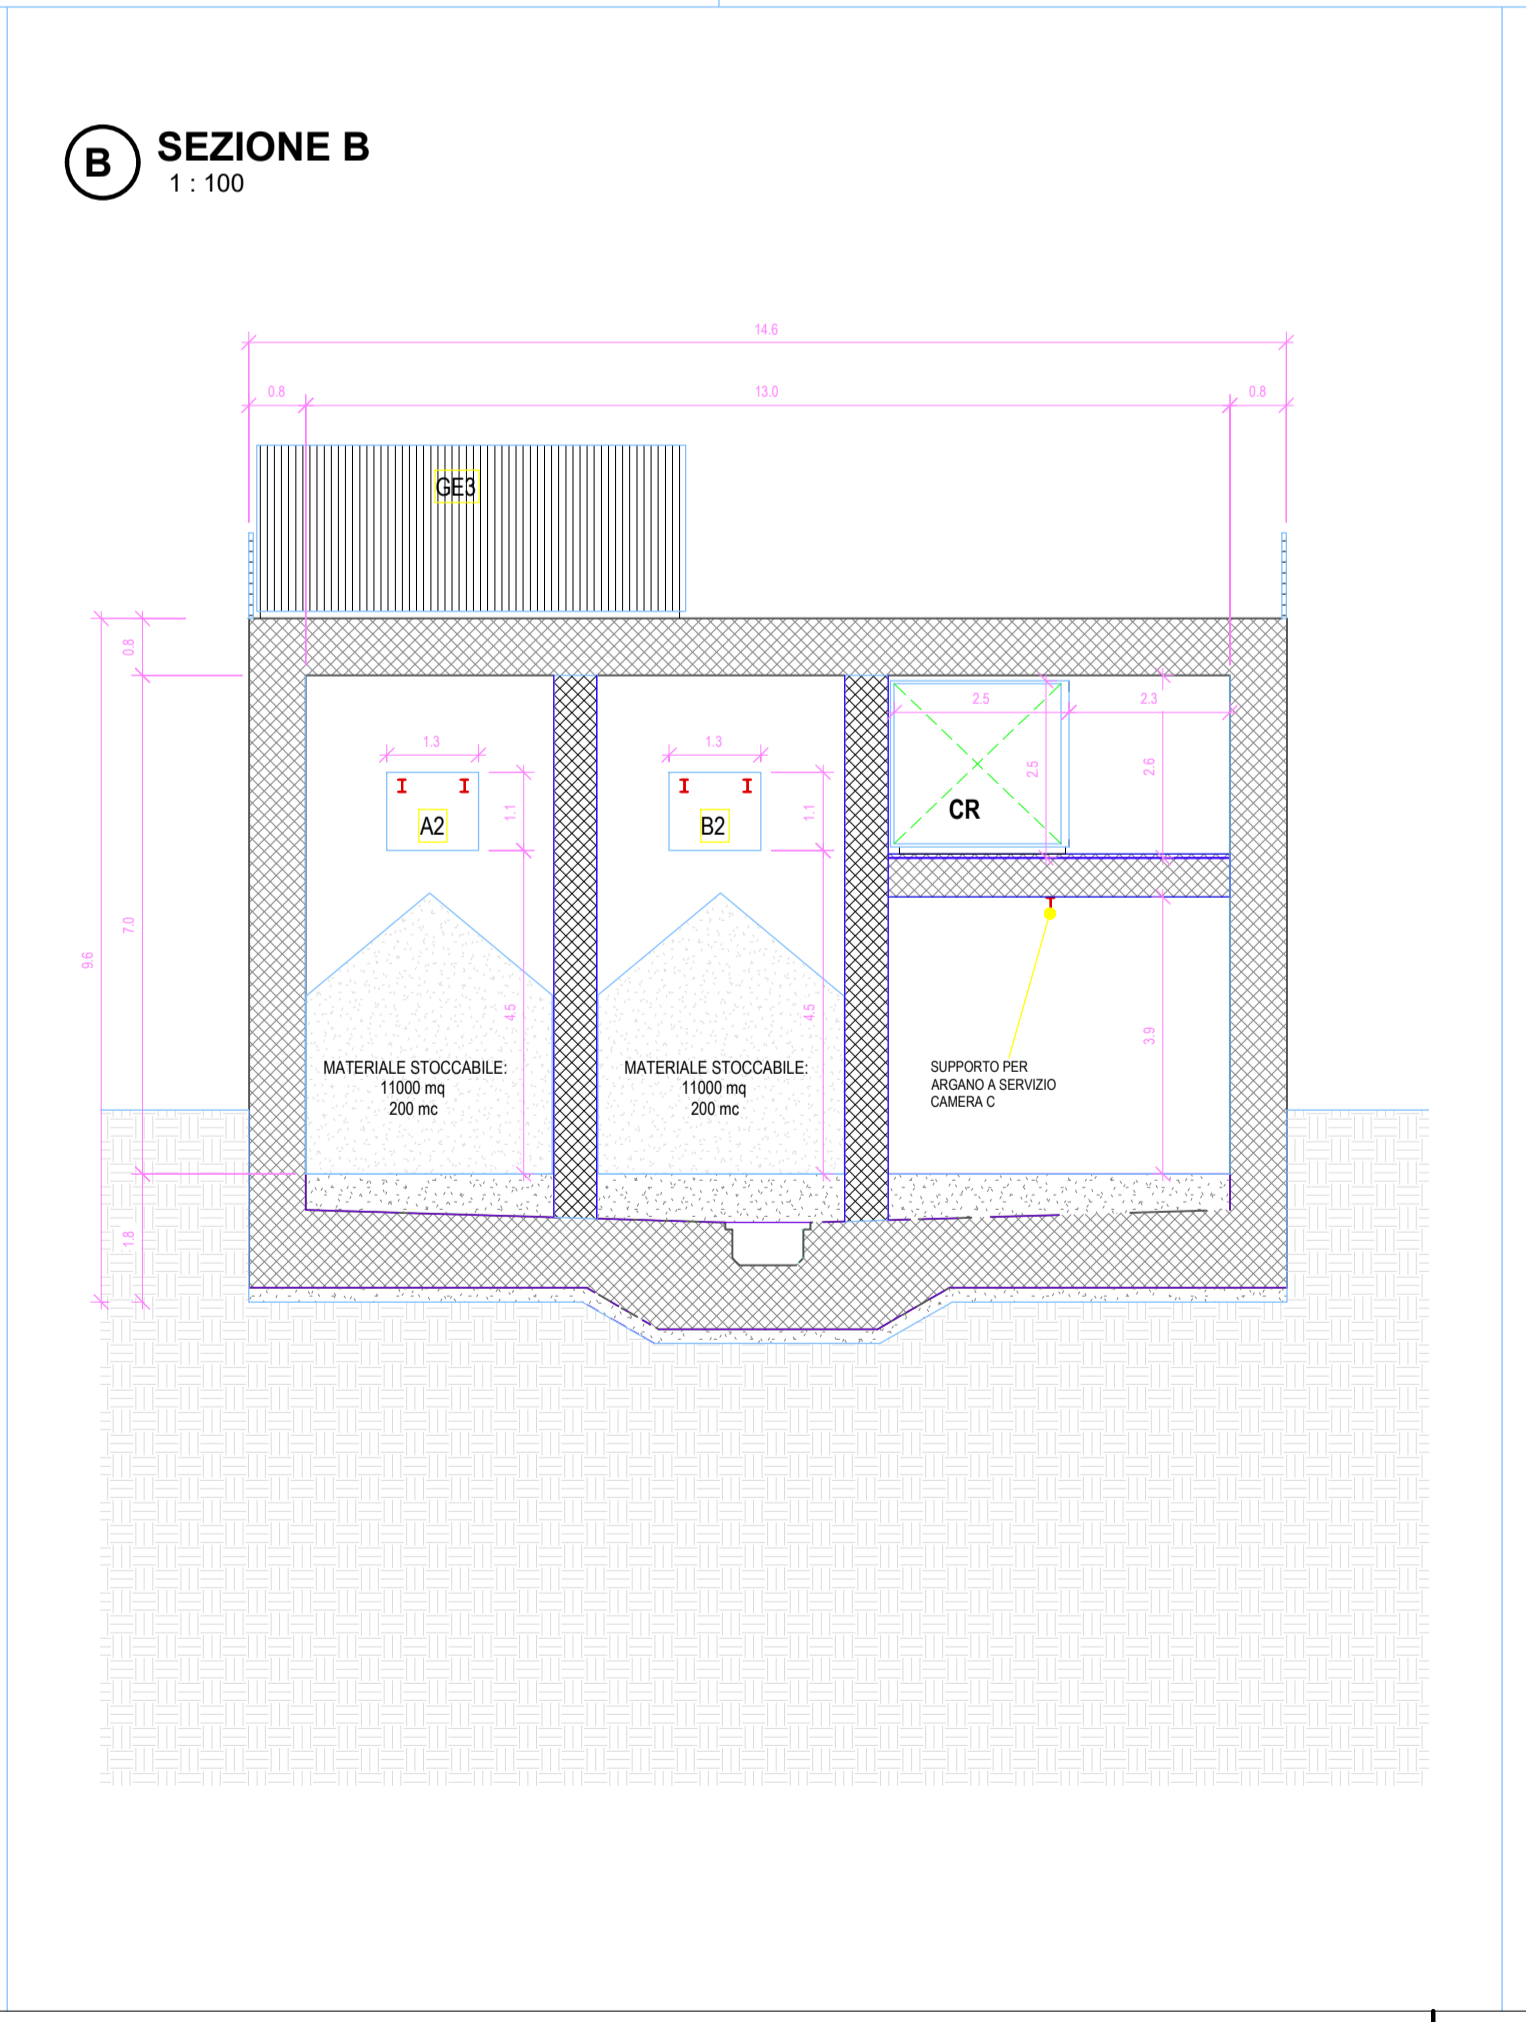 B
SEZIONE B
1 : 100
14.6
0.8
13.0
0.8
GE3
0.8
2.5
2.3
1.3
1.3
2.5
2.6
1.1
1.1
CR
A2
B2
7.0
9.6
4.5
4.5
3.9
MATERIALE STOCCABILE:
11000 mq
200 mc
MATERIALE STOCCABILE:
11000 mq
200 mc
SUPPORTO PER
ARGANO A SERVIZIO
CAMERA C
1.8